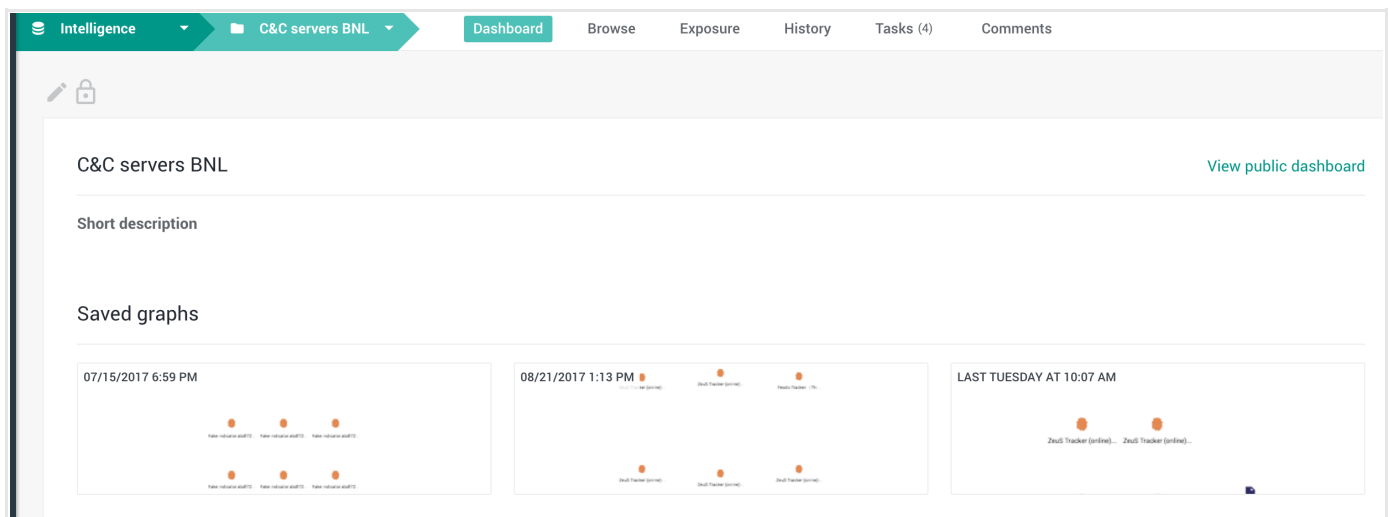 Intelligence C&C servers BNL Dashboard Browse Exposure History Tasks (4) Comments
C&C servers BNL
View public dashboard
Short description
Saved graphs
07/15/2017 6:59 PM
08/21/2017 1:13 PM
LAST TUESDAY AT 10:07 AM
ZeuS Tracker (online)... ZeuS Tracker (online)...